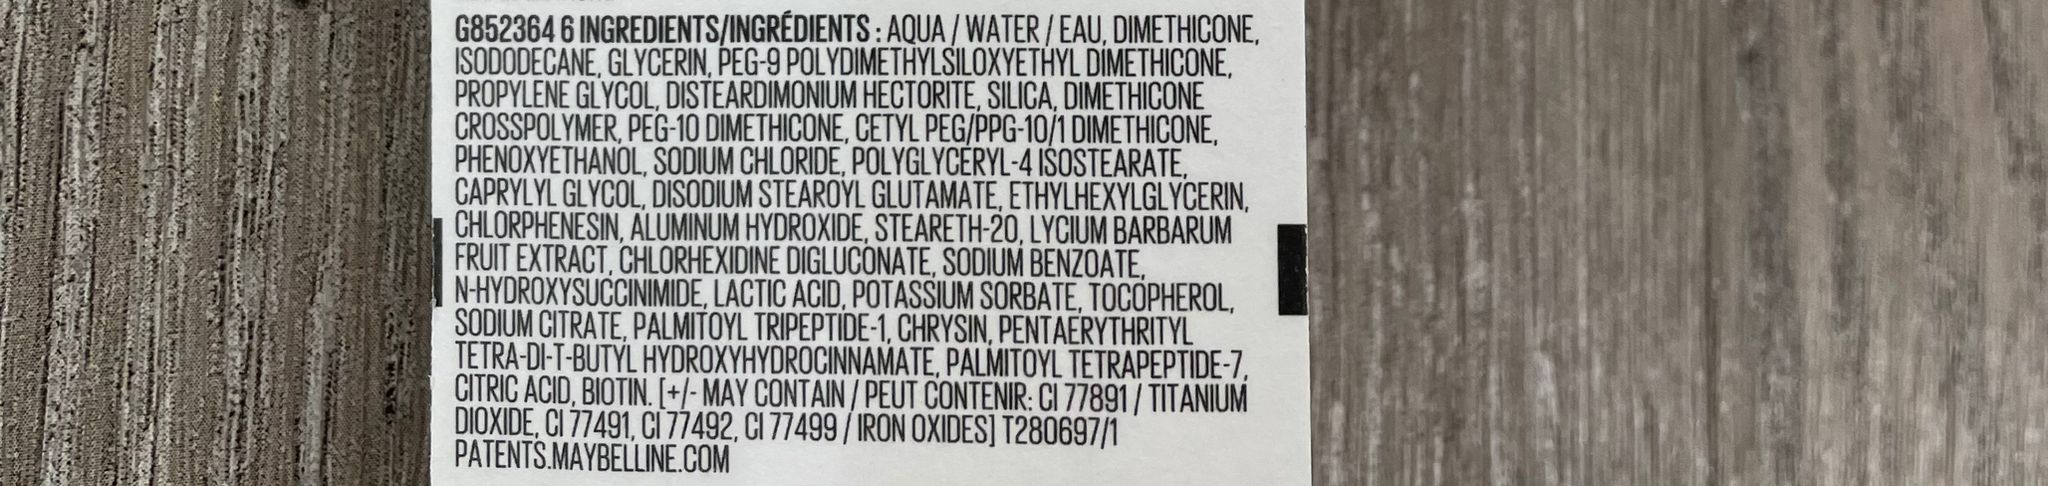 G852364 6 INGREDIENTS/INGRÉDIENTS : AQUA / WATER / EAU, DIMETHICONE,
ISODODECANE, GLYCERIN, PEG-9 POLYDIMETHYLSILOXYETHYL DIMETHICONE,
PROPYLENE GLYCOL, DISTEARDIMONIUM HECTORITE, SILICA, DIMETHICONE
CROSSPOLYMER, PEG-10 DIMETHICONE, CETYL PEG/PPG-10/1 DIMETHICONE,
PHENOXYETHANOL, SODIUM CHLORIDE, POLYGLYCERYL-4 ISOSTEARATE,
CAPRYLYL GLYCOL, DISODIUM STEAROYL GLUTAMATE, ETHYLHEXYLGLYCERIN,
CHLORPHENESIN, ALUMINUM HYDROXIDE, STEARETH-20, LYCIUM BARBARUM
FRUIT EXTRACT, CHLORHEXIDINE DIGLUCONATE, SODIUM BENZOATE,
N-HYDROXYSUCCINIMIDE, LACTIC ACID, POTASSIUM SORBATE, TOCOPHEROL,
SODIUM CITRATE, PALMITOYL TRIPEPTIDE-1, CHRYSIN, PENTAERYTHRITYL
TETRA-DI-T-BUTYL HYDROXYHYDROCINNAMATE, PALMITOYL TETRAPEPTIDE-7,
CITRIC ACID, BIOTIN. [+/- MAY CONTAIN / PEUT CONTENIR: CI 77891 / TITANIUM
DIOXIDE, CI 77491, CI 77492, CI 77499 / IRON OXIDES] T280697/1
PATENTS.MAYBELLINE.COM